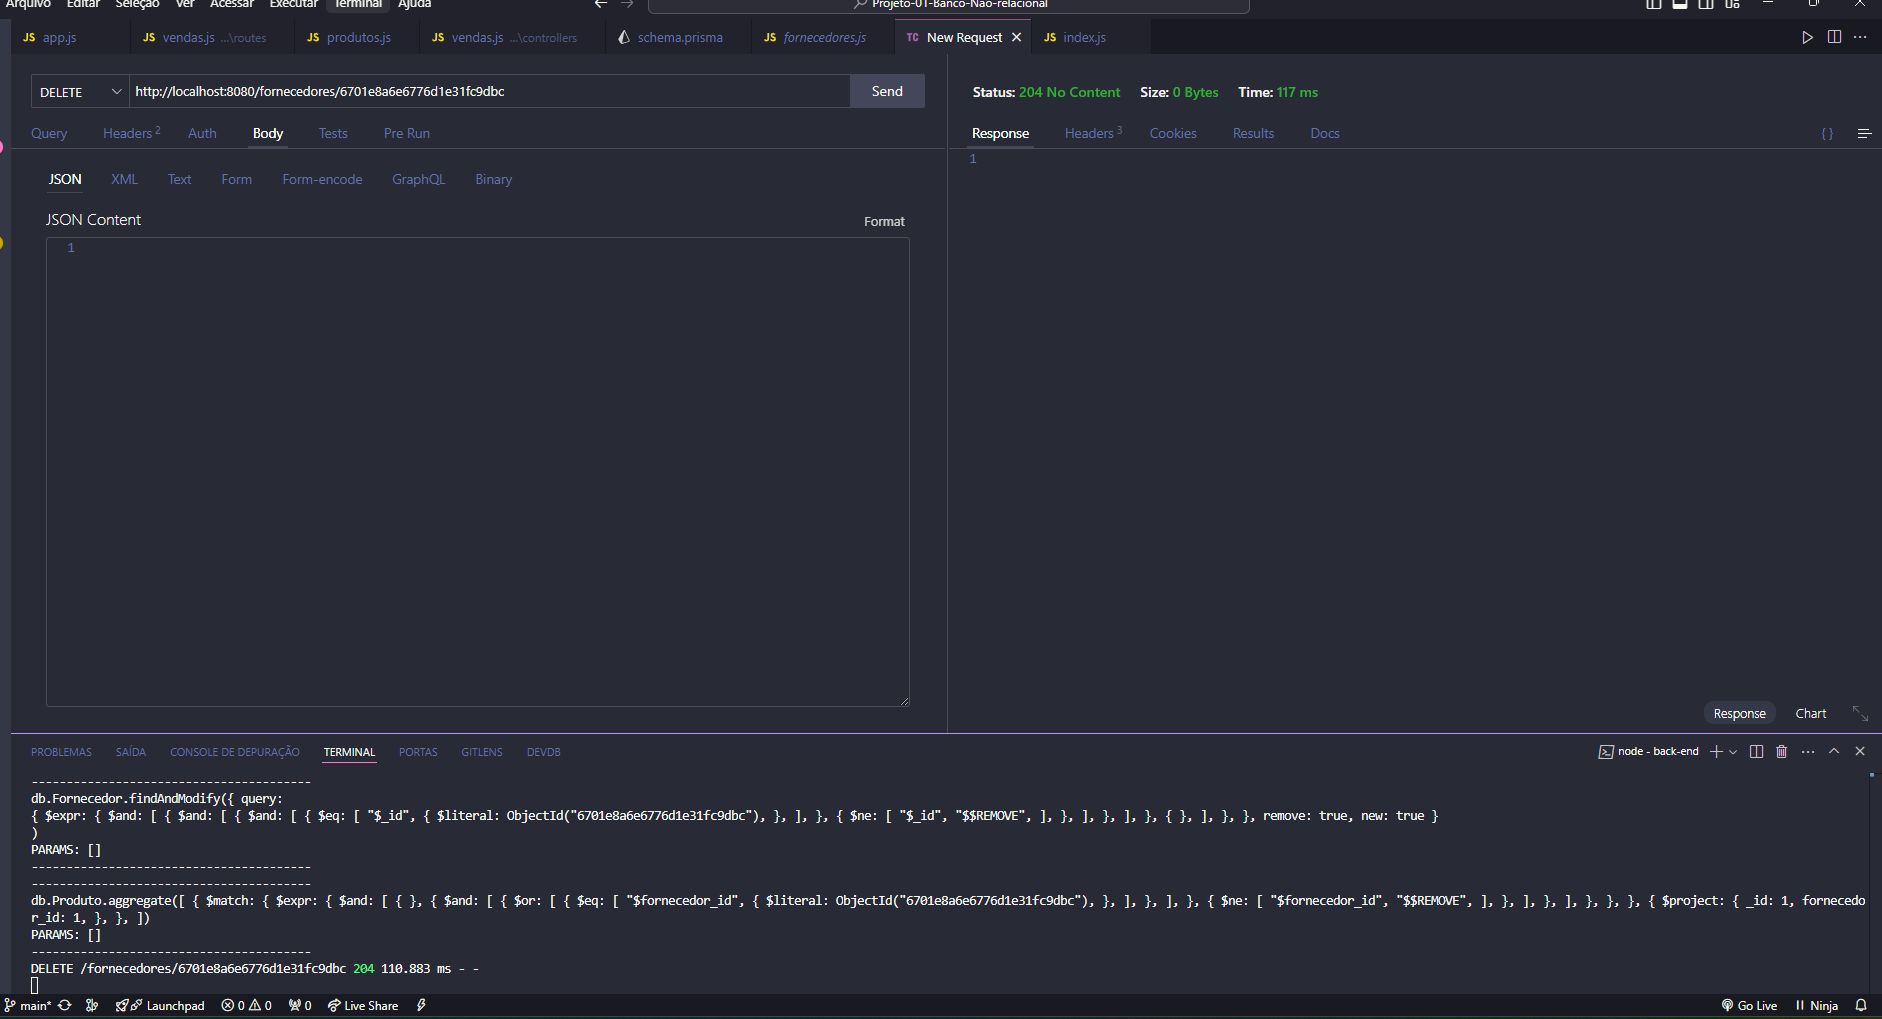 Arquivo Editar Seleção Ver Acessar Executar Terminal Ajuda
Projeto-01-Banco-Nao-relacional
JS app.js
JS vendas.js ...\routes
JS produtos.js
JS vendas.js ...\controllers
schema.prisma
JS fornecedores.js
TC New Request
JS index.js
DELETE
http://localhost:8080/fornecedores/6701e8a6e6776d1e31fc9dbc
Send
Query Headers 2 Auth Body Tests Pre Run
JSON XML Text Form Form-encode GraphQL Binary
JSON Content
Format
1
Status: 204 No Content Size: 0 Bytes Time: 117 ms
Response Headers 3 Cookies Results Docs
{ }
1
Response Chart
PROBLEMAS SAÍDA CONSOLE DE DEPURAÇÃO TERMINAL PORTAS GITLENS DEVDB
node - back-end
----------------------------------------
db.Fornecedor.findAndModify({ query:
{ $expr: { $and: [ { $and: [ { $and: [ { $eq: [ "$_id", { $literal: ObjectId("6701e8a6e6776d1e31fc9dbc"), }, ], }, { $ne: [ "$_id", "$$REMOVE", ], }, ], }, ], }, { }, ], }, }, remove: true, new: true }
)
PARAMS: []
----------------------------------------
----------------------------------------
db.Produto.aggregate([ { $match: { $expr: { $and: [ { }, { $and: [ { $or: [ { $eq: [ "$fornecedor_id", { $literal: ObjectId("6701e8a6e6776d1e31fc9dbc"), }, ], }, ], }, { $ne: [ "$fornecedor_id", "$$REMOVE", ], }, ], }, ], }, }, }, { $project: { _id: 1, fornecedo
r_id: 1, }, }, ])
PARAMS: []
----------------------------------------
DELETE /fornecedores/6701e8a6e6776d1e31fc9dbc 204 110.883 ms - -
main* Launchpad 0 0 0 Live Share
Go Live Ninja